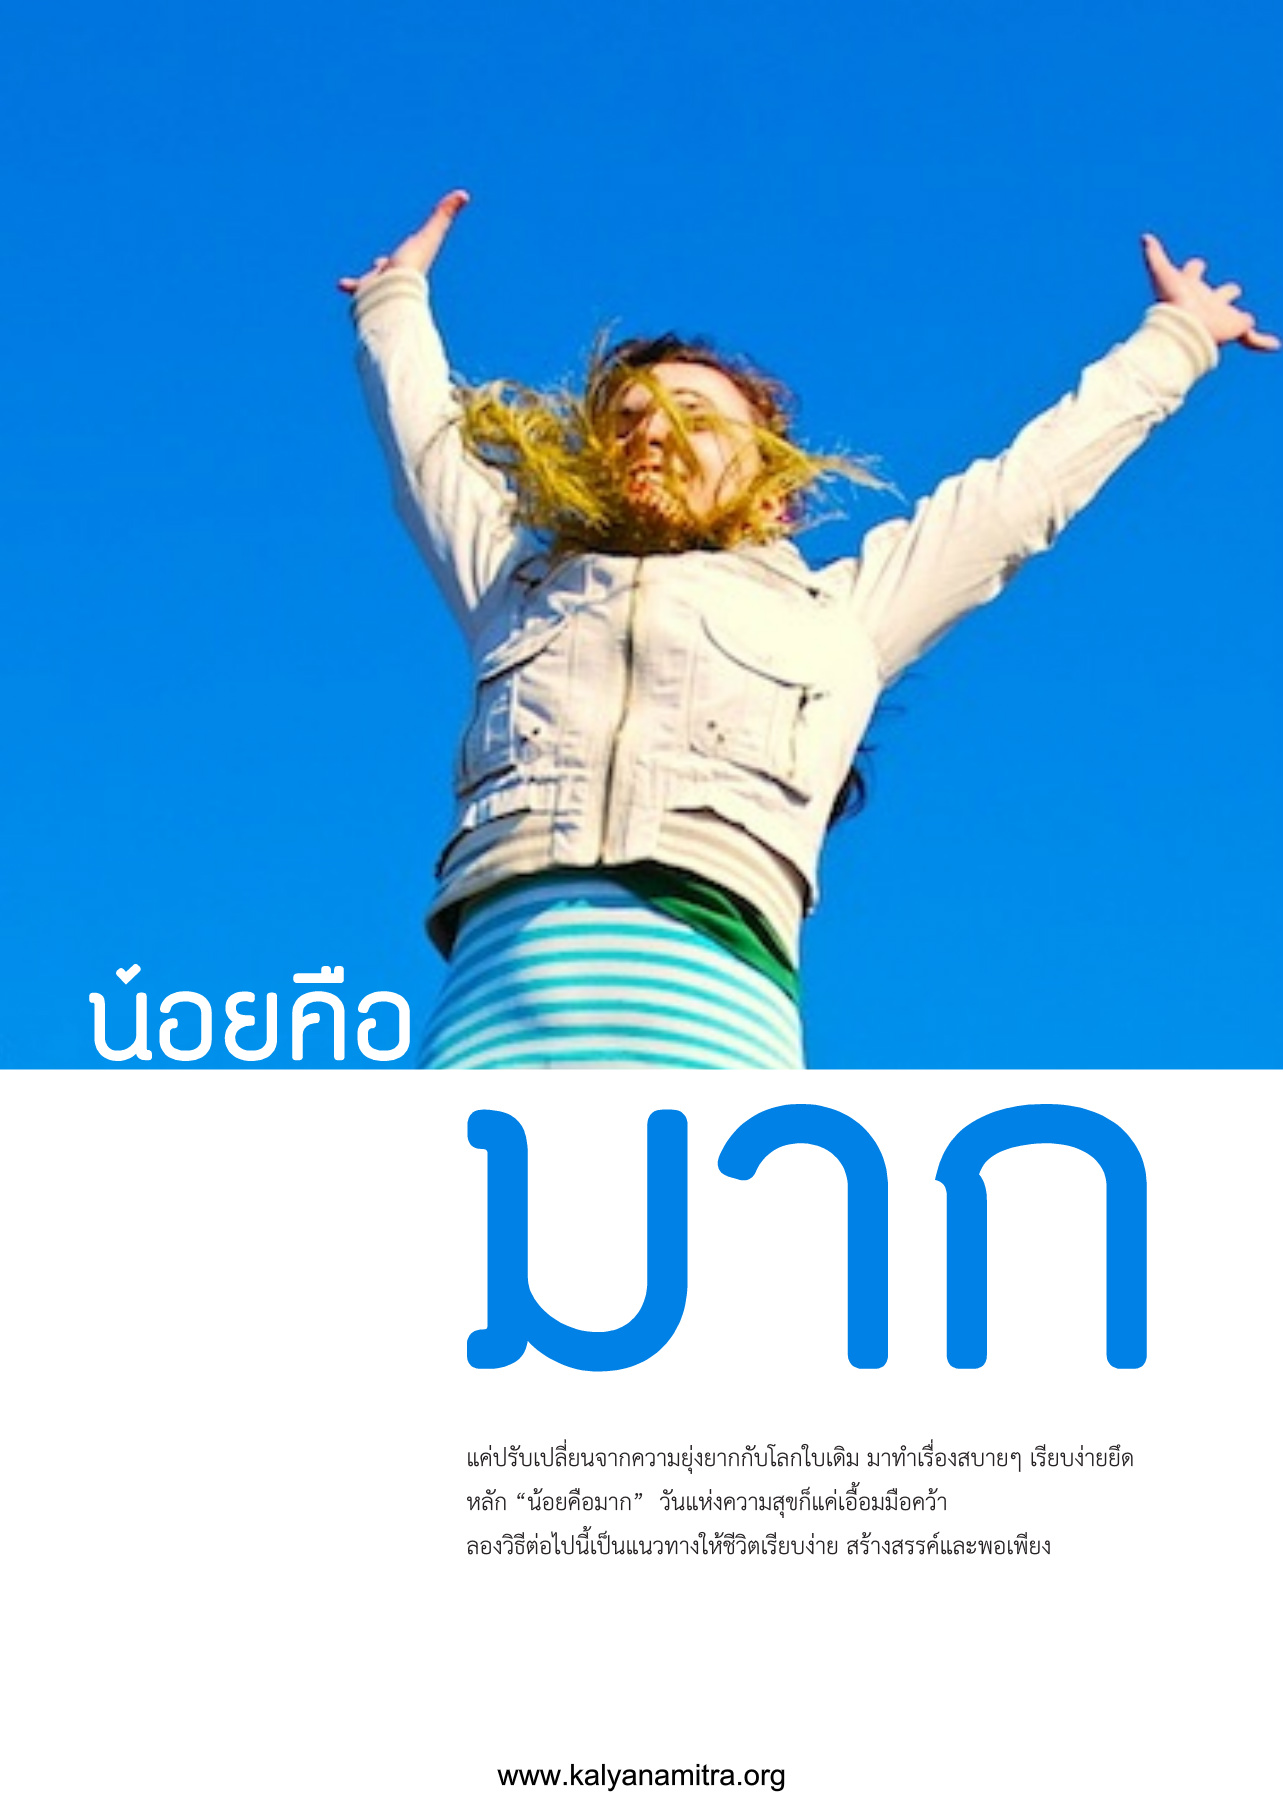 น้อยคือ
มาก
แค่ปรับเปลี่ยนจากความยุ่งยากกับโลกใบเดิม มาทำเรื่องสบายๆ เรียบง่ายยึด
หลัก “น้อยคือมาก” วันแห่งความสุขก็แค่เอื้อมมือคว้า
ลองวิธีต่อไปนี้เป็นแนวทางให้ชีวิตเรียบง่าย สร้างสรรค์และพอเพียง
www.kalyanamitra.org